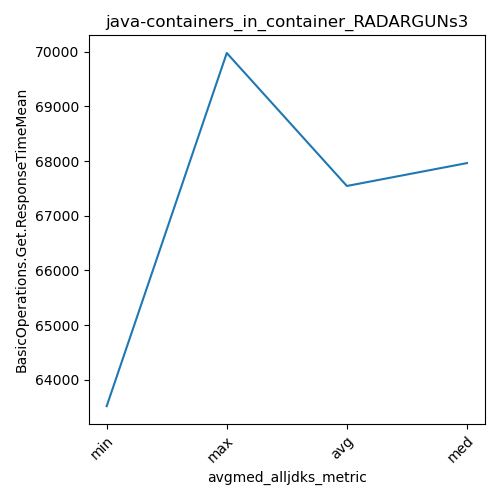 java-containers_in_container_RADARGUNs3
BasicOperations.Get.ResponseTimeMean
70000
69000
68000
67000
66000
65000
64000
min
max
avg
med
avgmed_alljdks_metric